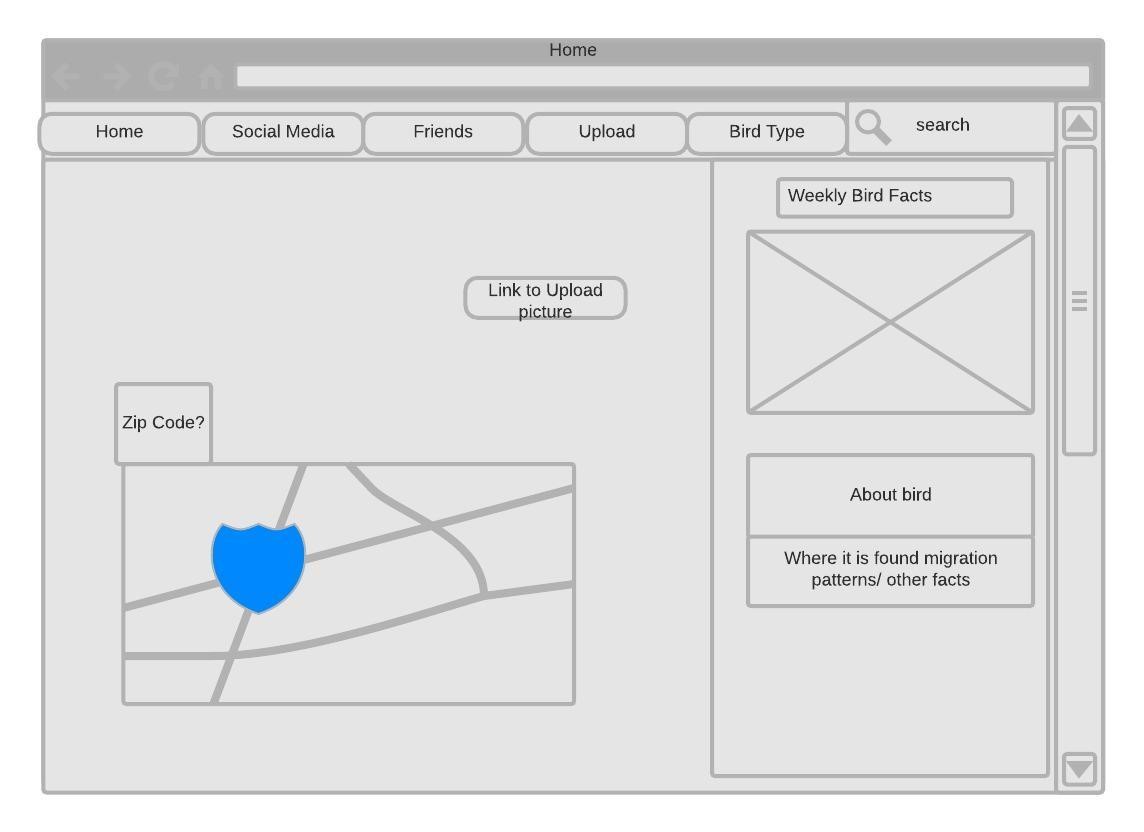 Home
Home
Social Media
Friends
Upload
Bird Type
search
Weekly Bird Facts
Link to Upload
picture
Zip Code?
About bird
Where it is found migration
patterns/ other facts